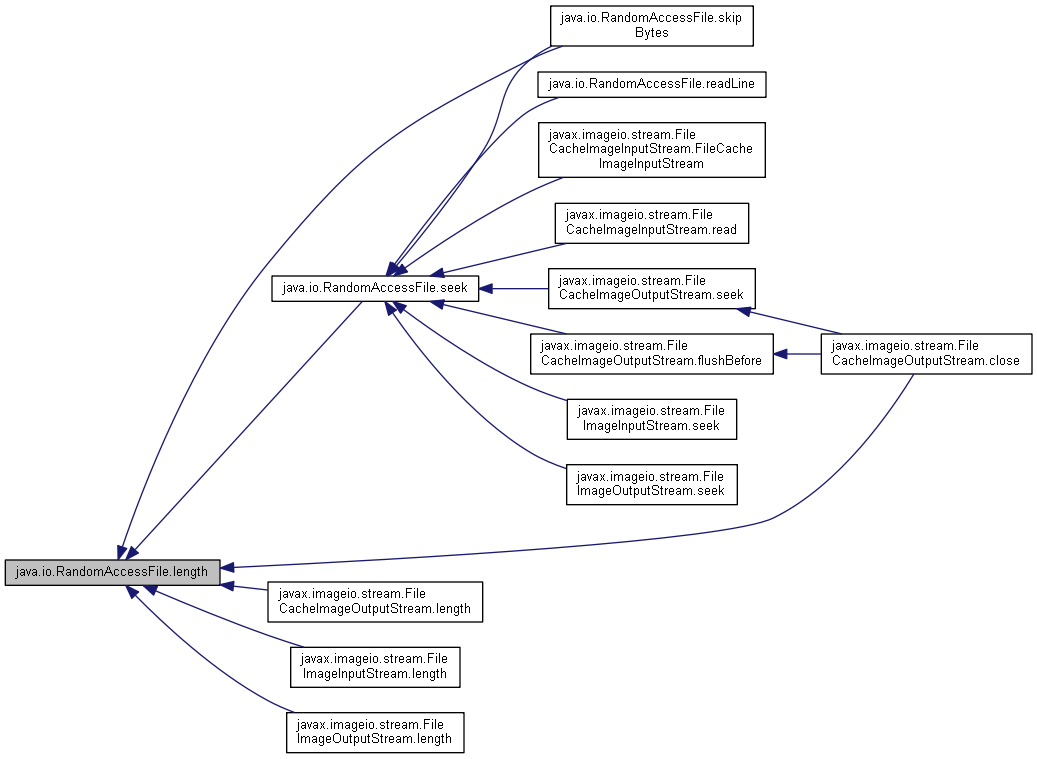 java.io.RandomAccessFile.skip
Bytes
java.io.RandomAccessFile.readLine
javax.imageio.stream.File
CacheImageInputStream.FileCache
ImageInputStream
javax.imageio.stream.File
CacheImageInputStream.read
java.io.RandomAccessFile.seek
javax.imageio.stream.File
CacheImageOutputStream.seek
javax.imageio.stream.File
CacheImageOutputStream.flushBefore
javax.imageio.stream.File
CacheImageOutputStream.close
javax.imageio.stream.File
ImageInputStream.seek
javax.imageio.stream.File
ImageOutputStream.seek
java.io.RandomAccessFile.length
javax.imageio.stream.File
CacheImageOutputStream.length
javax.imageio.stream.File
ImageInputStream.length
javax.imageio.stream.File
ImageOutputStream.length